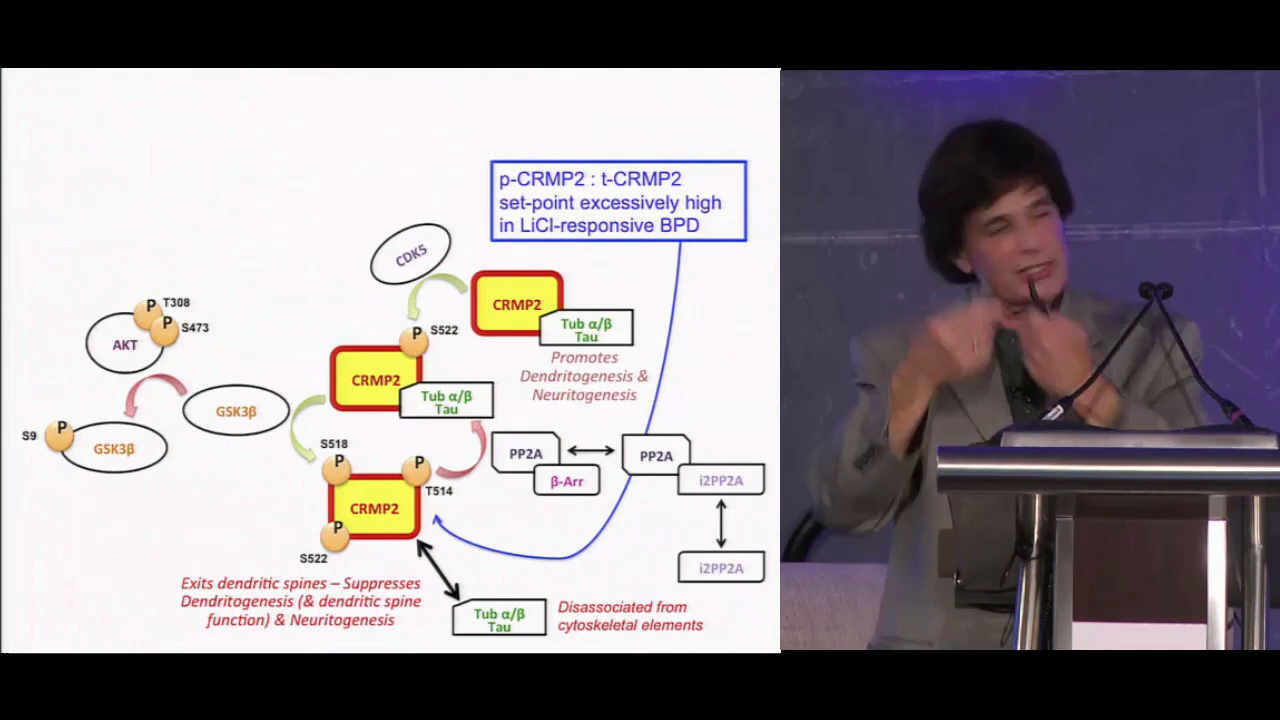 p-CRMP2 : t-CRMP2
set-point excessively high
in LiCl-responsive BPD
CDK5
CRMP2
Tub α/β
Tau
Promotes
Dendritogenesis &
Neuritogenesis
P
T308
P
S473
AKT
P
S522
CRMP2
Tub α/β
Tau
GSK3β
S9
P
GSK3β
S518
P
P
T514
CRMP2
P
S522
PP2A
β-Arr
PP2A
i2PP2A
i2PP2A
Exits dendritic spines – Suppresses
Dendritogenesis (& dendritic spine
function) & Neuritogenesis
Tub α/β
Tau
Disassociated from
cytoskeletal elements